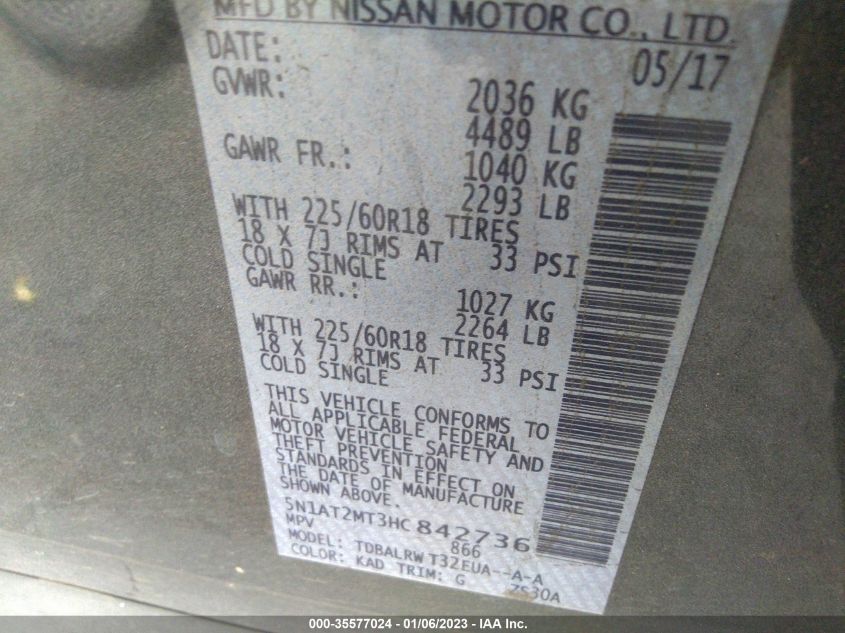 MFD BY NISSAN MOTOR CO., LTD.
DATE: 05/17
GVWR: 2036 KG
4489 LB
GAWR FR.: 1040 KG
2293 LB
WITH 225/60R18 TIRES
18 X 7J RIMS AT 33 PSI
COLD SINGLE
GAWR RR.: 1027 KG
2264 LB
WITH 225/60R18 TIRES
18 X 7J RIMS AT 33 PSI
COLD SINGLE
THIS VEHICLE CONFORMS TO
ALL APPLICABLE FEDERAL
MOTOR VEHICLE SAFETY AND
THEFT PREVENTION
STANDARDS IN EFFECT ON
THE DATE OF MANUFACTURE
SHOWN ABOVE.
5N1AT2MT3HC 842736
MPV 866
MODEL: TDBALRW T32EUA--A-A
COLOR: KAD TRIM: G 7S30A
000-35577024 - 01/06/2023 - IAA Inc.